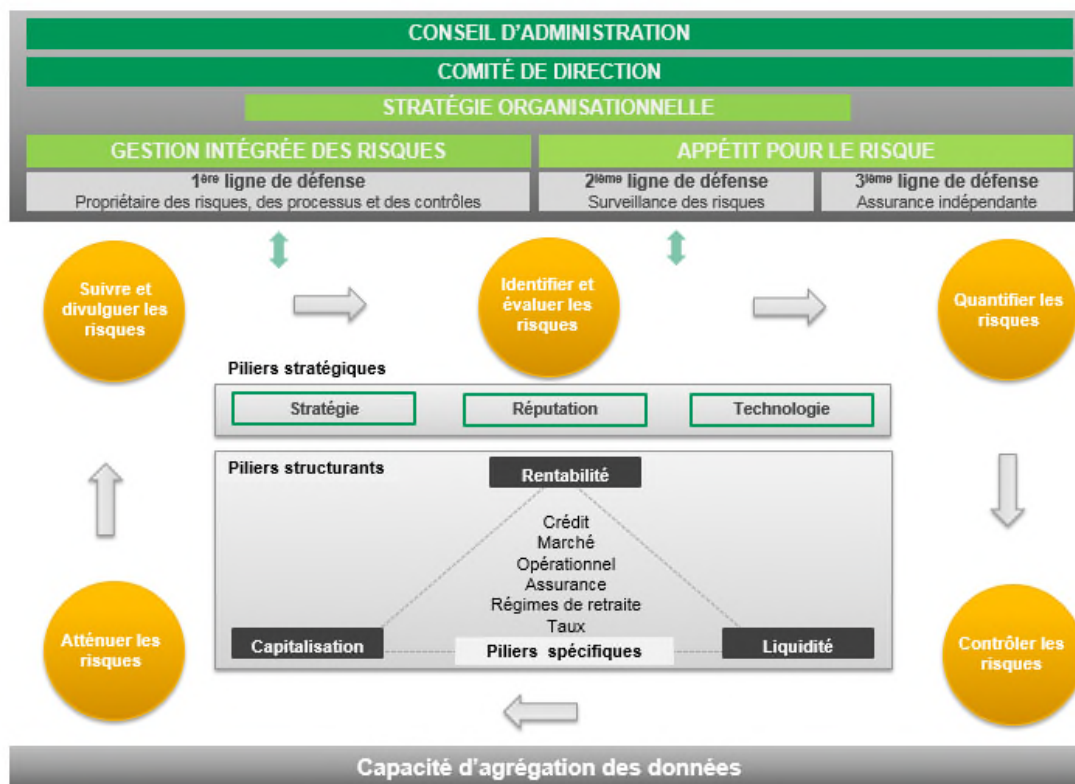 CONSEIL D'ADMINISTRATION
COMITÉ DE DIRECTION
STRATÉGIE ORGANISATIONNELLE
GESTION INTÉGRÉE DES RISQUES
APPÉTIT POUR LE RISQUE
1ère ligne de défense
Propriétaire des risques, des processus et des contrôles
2ième ligne de défense
Surveillance des risques
3ième ligne de défense
Assurance indépendante
Suivre et
divulguer les
risques
Identifier et
évaluer les
risques
Quantifier les
risques
Piliers stratégiques
Stratégie
Réputation
Technologie
Piliers structurants
Rentabilité
Crédit
Marché
Opérationnel
Assurance
Régimes de retraite
Taux
Piliers spécifiques
Capitalisation
Liquidité
Atténuer les
risques
Contrôler les
risques
Capacité d'agrégation des données